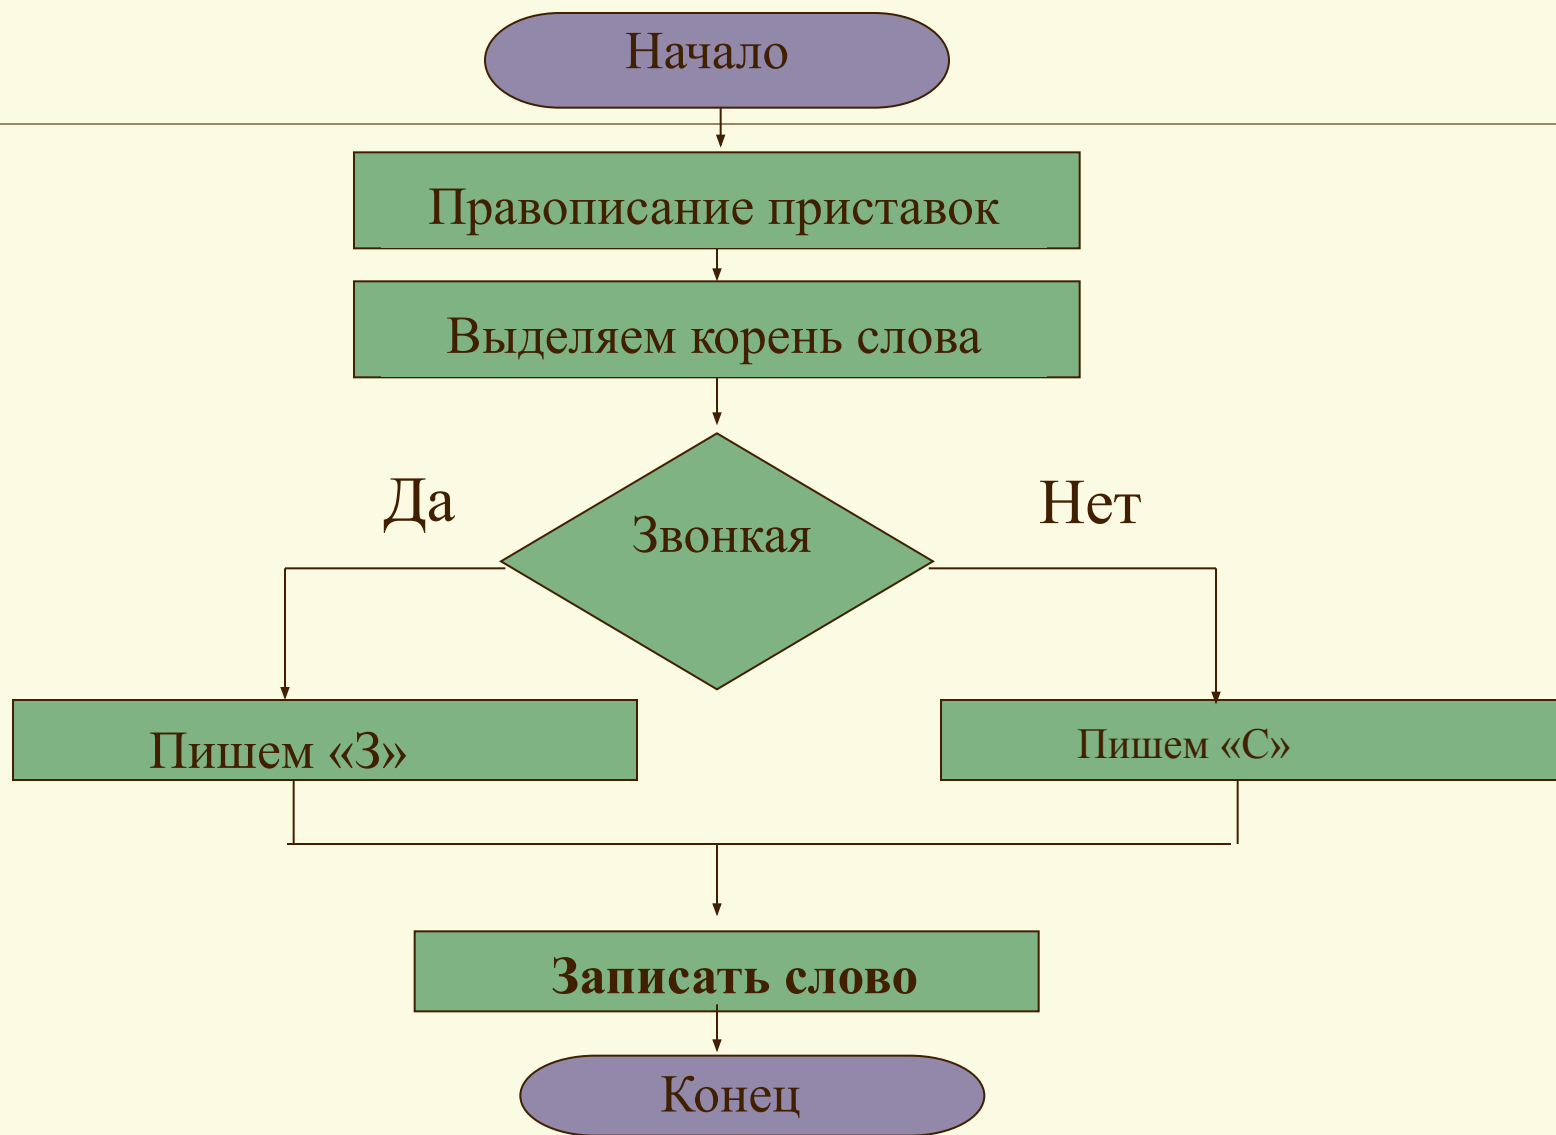 Начало
Правописание приставок
Выделяем корень слова
Да
Нет
Звонкая
Пишем «З»
Пишем «С»
Записать слово
Конец